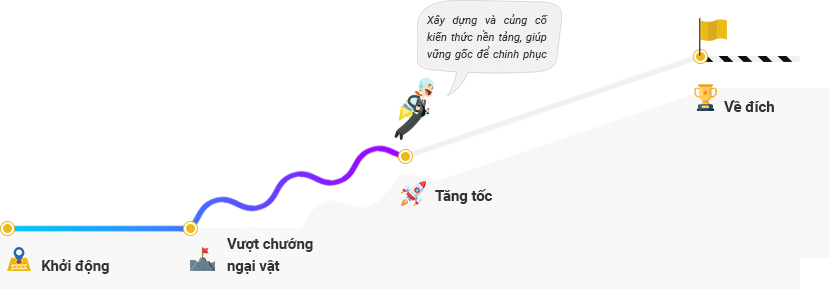 Xây dựng và củng cố
kiến thức nền tảng, giúp
vững gốc để chinh phục
Về đích
Tăng tốc
Vượt chướng
ngại vật
Khởi động